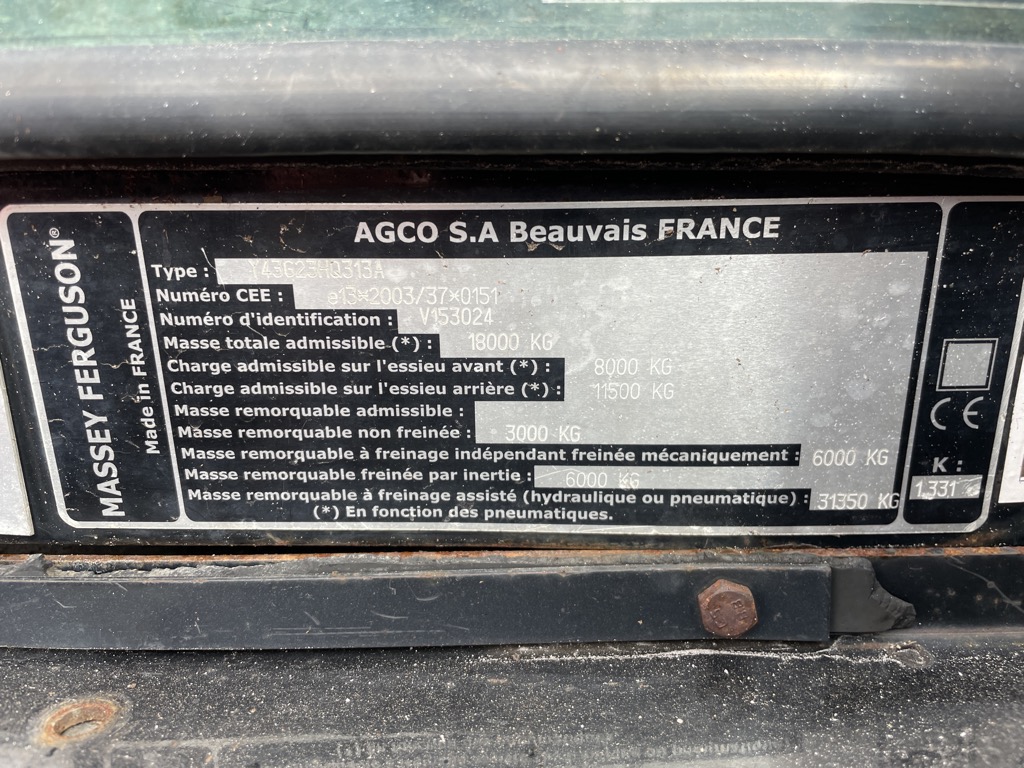 MASSEY FERGUSON®
Made in FRANCE
AGCO S.A Beauvais FRANCE
Type : T43G23HQ313A
Numéro CEE : e13*2003/37*0151
Numéro d'identification : V153024
Masse totale admissible (*) : 18000 KG
Charge admissible sur l'essieu avant (*) : 8000 KG
Charge admissible sur l'essieu arrière (*) : 11500 KG
Masse remorquable admissible :
Masse remorquable non freinée : 3000 KG
Masse remorquable à freinage indépendant freinée mécaniquement : 6000 KG
Masse remorquable freinée par inertie : 6000 KG
Masse remorquable à freinage assisté (hydraulique ou pneumatique) : 31350 KG
(*) En fonction des pneumatiques.
CE
K :
1.331